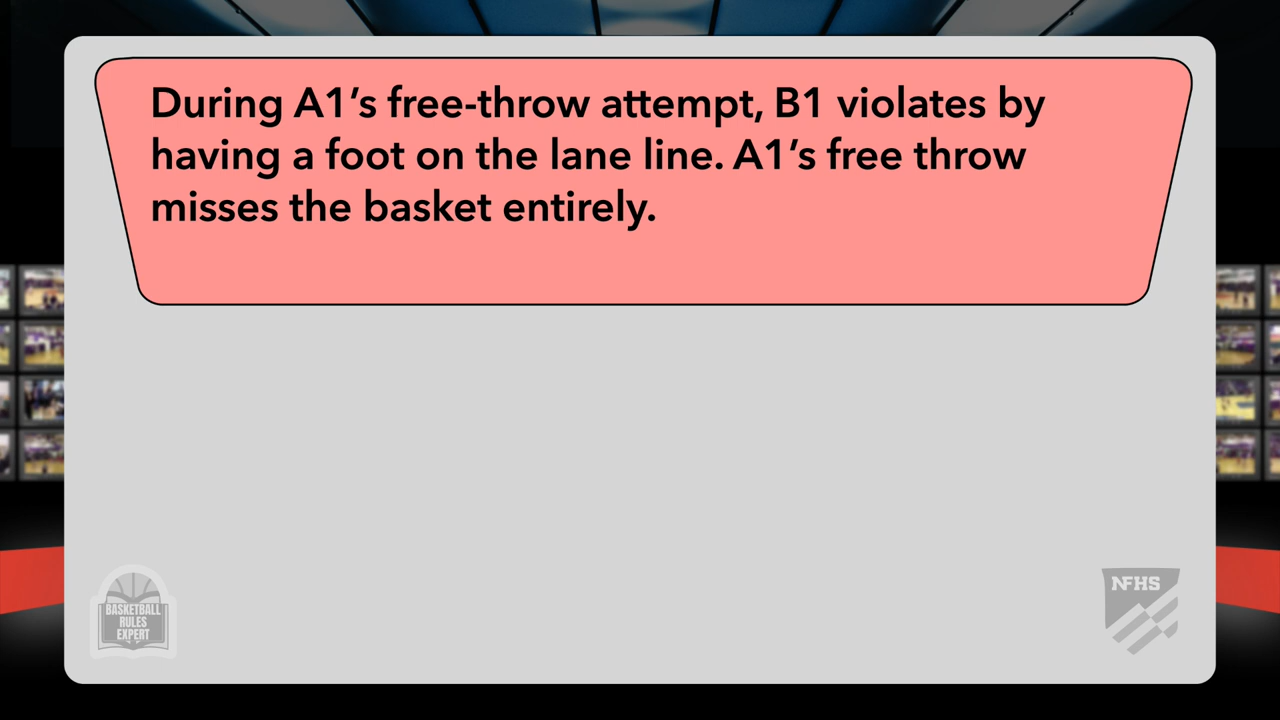 During A1’s free-throw attempt, B1 violates by
having a foot on the lane line. A1’s free throw
misses the basket entirely.
BASKETBALL
RULES
EXPERT
NFHS